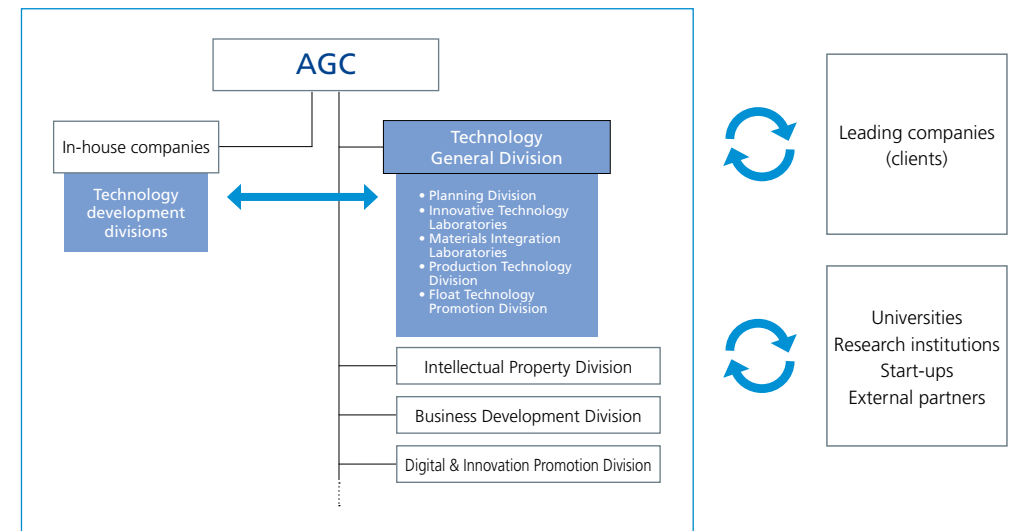 AGC
In-house companies
Technology
development
divisions
Technology
General Division
• Planning Division
• Innovative Technology
Laboratories
• Materials Integration
Laboratories
• Production Technology
Division
• Float Technology
Promotion Division
Intellectual Property Division
Business Development Division
Digital & Innovation Promotion Division
Leading companies
(clients)
Universities
Research institutions
Start-ups
External partners